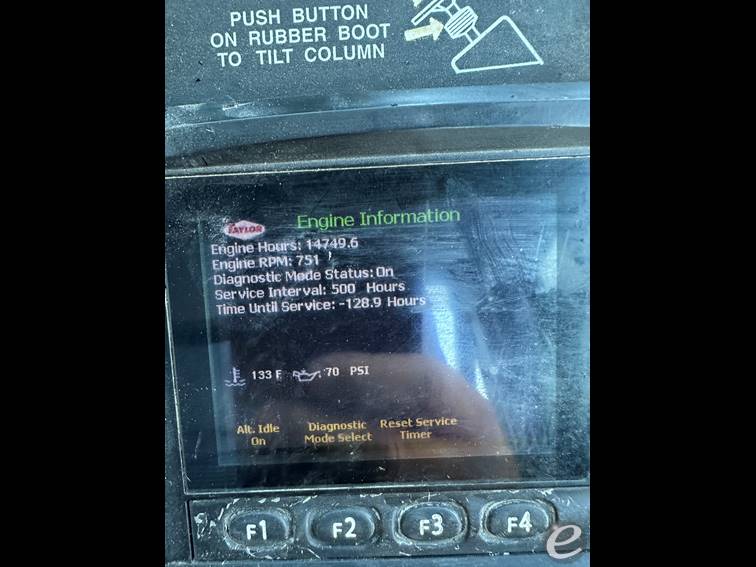 PUSH BUTTON
ON RUBBER BOOT
TO TILT COLUMN
TAYLOR
Engine Information
Engine Hours: 14749.6
Engine RPM: 751
Diagnostic Mode Status: On
Service Interval: 500 Hours
Time Until Service: -128.9 Hours
133 F 70 PSI
Alt. Idle Diagnostic Reset Service
On Mode Select Timer
F1 F2 F3 F4
e